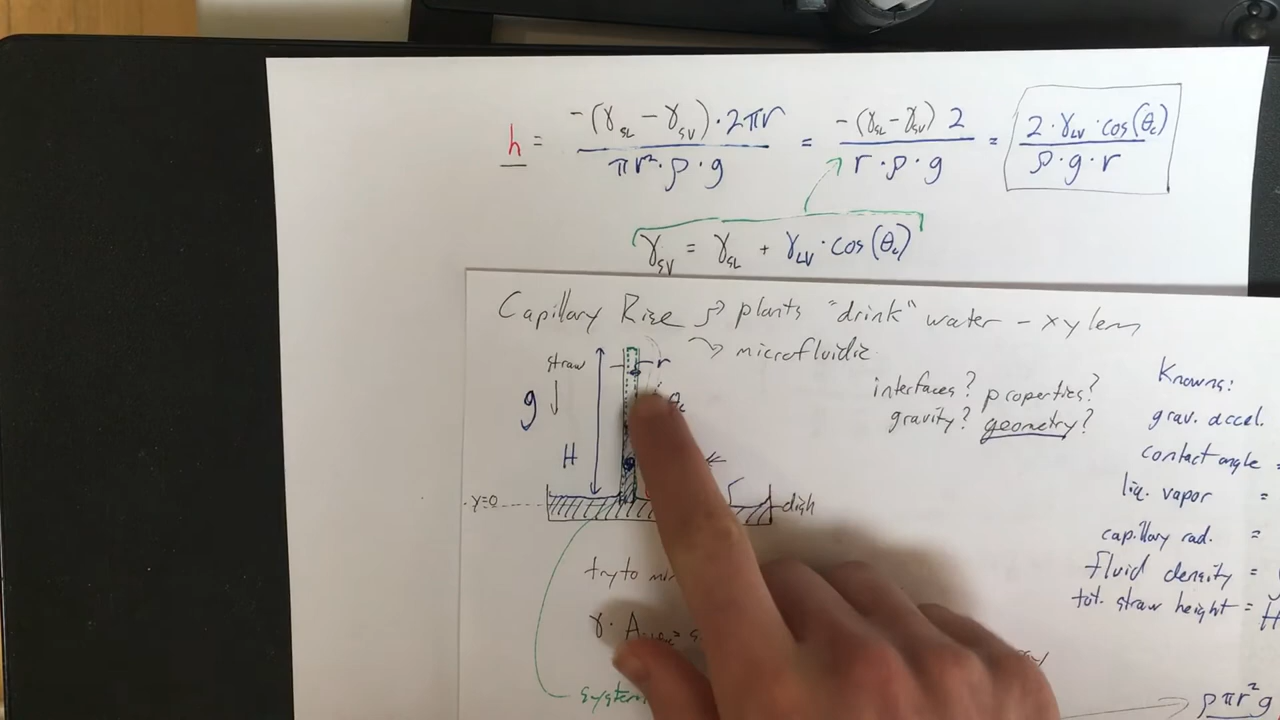 h = -(γSL - γSV)·2πr / πr²·ρ·g = -(γSL - γSV) 2 / r·ρ·g = 2·γLV·cos(θc) / ρ·g·r
γSV = γSL + γLV·cos(θc)
Capillary Rise → plants "drink" water - xylem
→ microfluidic
straw
r
g
θc
H
y=0
dish
interfaces? properties?
gravity? geometry?
Knowns:
grav. accel.
contact angle =
liq. vapor =
cap. rad. =
fluid density =
tot. straw height = H
try to
γ·A
system
ρπr²g